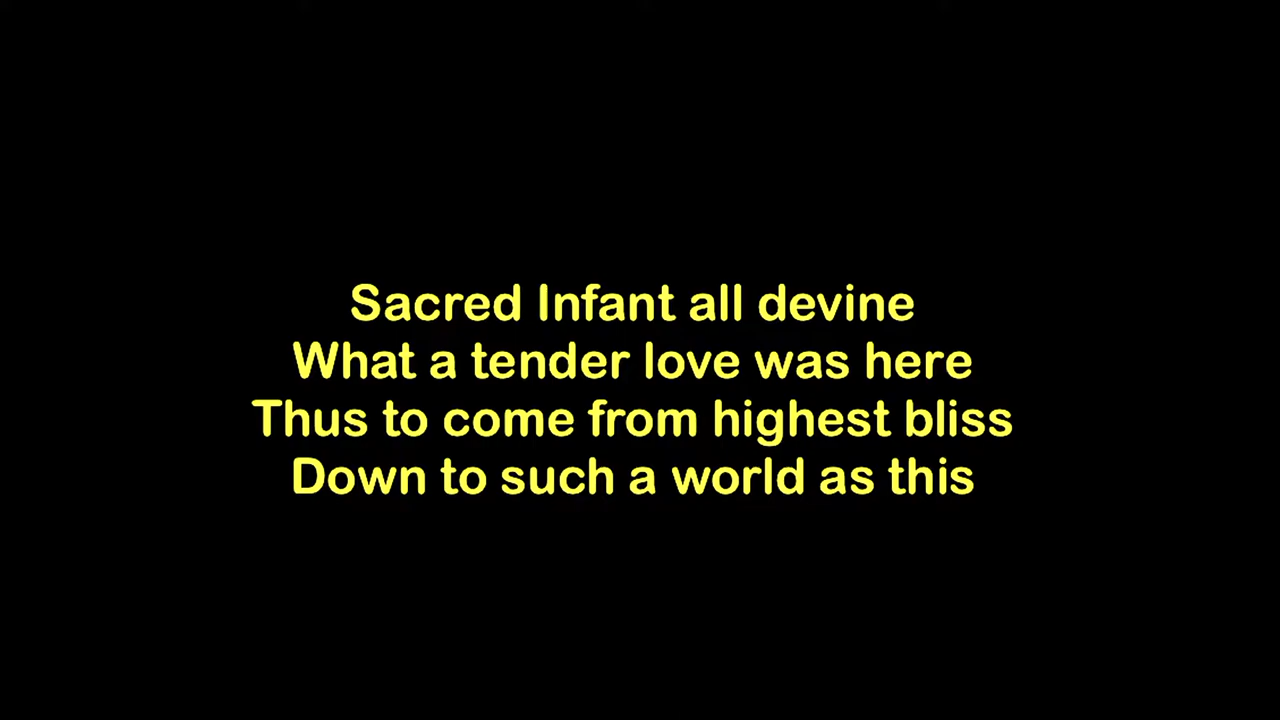 Sacred Infant all devine
What a tender love was here
Thus to come from highest bliss
Down to such a world as this